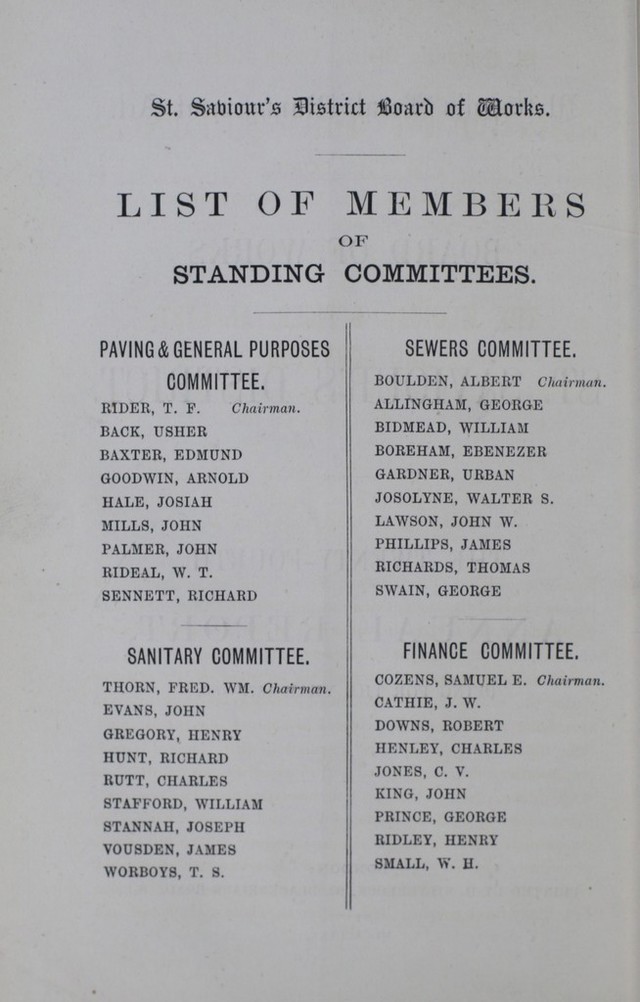 St. Saviour's District Board of Works.
LIST OF MEMBERS
OF
STANDING COMMITTEES.
PAVING & GENERAL PURPOSES
COMMITTEE.
RIDER, T. F. Chairman.
BACK, USHER
BAXTER, EDMUND
GOODWIN, ARNOLD
HALE, JOSIAH
MILLS, JOHN
PALMER, JOHN
RIDEAL, W. T.
SENNETT, RICHARD
SANITARY COMMITTEE.
THORN, FRED. WM. Chairman.
EVANS, JOHN
GREGORY, HENRY
HUNT, RICHARD
RUTT, CHARLES
STAFFORD, WILLIAM
STANNAH, JOSEPH
VOUSDEN, JAMES
WORBOYS, T. S.
SEWERS COMMITTEE.
BOULDEN, ALBERT Chairman.
ALLINGHAM, GEORGE
BIDMEAD, WILLIAM
BOREHAM, EBENEZER
GARDNER, URBAN
JOSOLYNE, WALTER S.
LAWSON, JOHN W.
PHILLIPS, JAMES
RICHARDS, THOMAS
SWAIN, GEORGE
FINANCE COMMITTEE.
COZENS, SAMUEL E. Chairman.
CATHIE, J. W.
DOWNS, ROBERT
HENLEY, CHARLES
JONES, C. V.
KING, JOHN
PRINCE, GEORGE
RIDLEY, HENRY
SMALL, W. H.